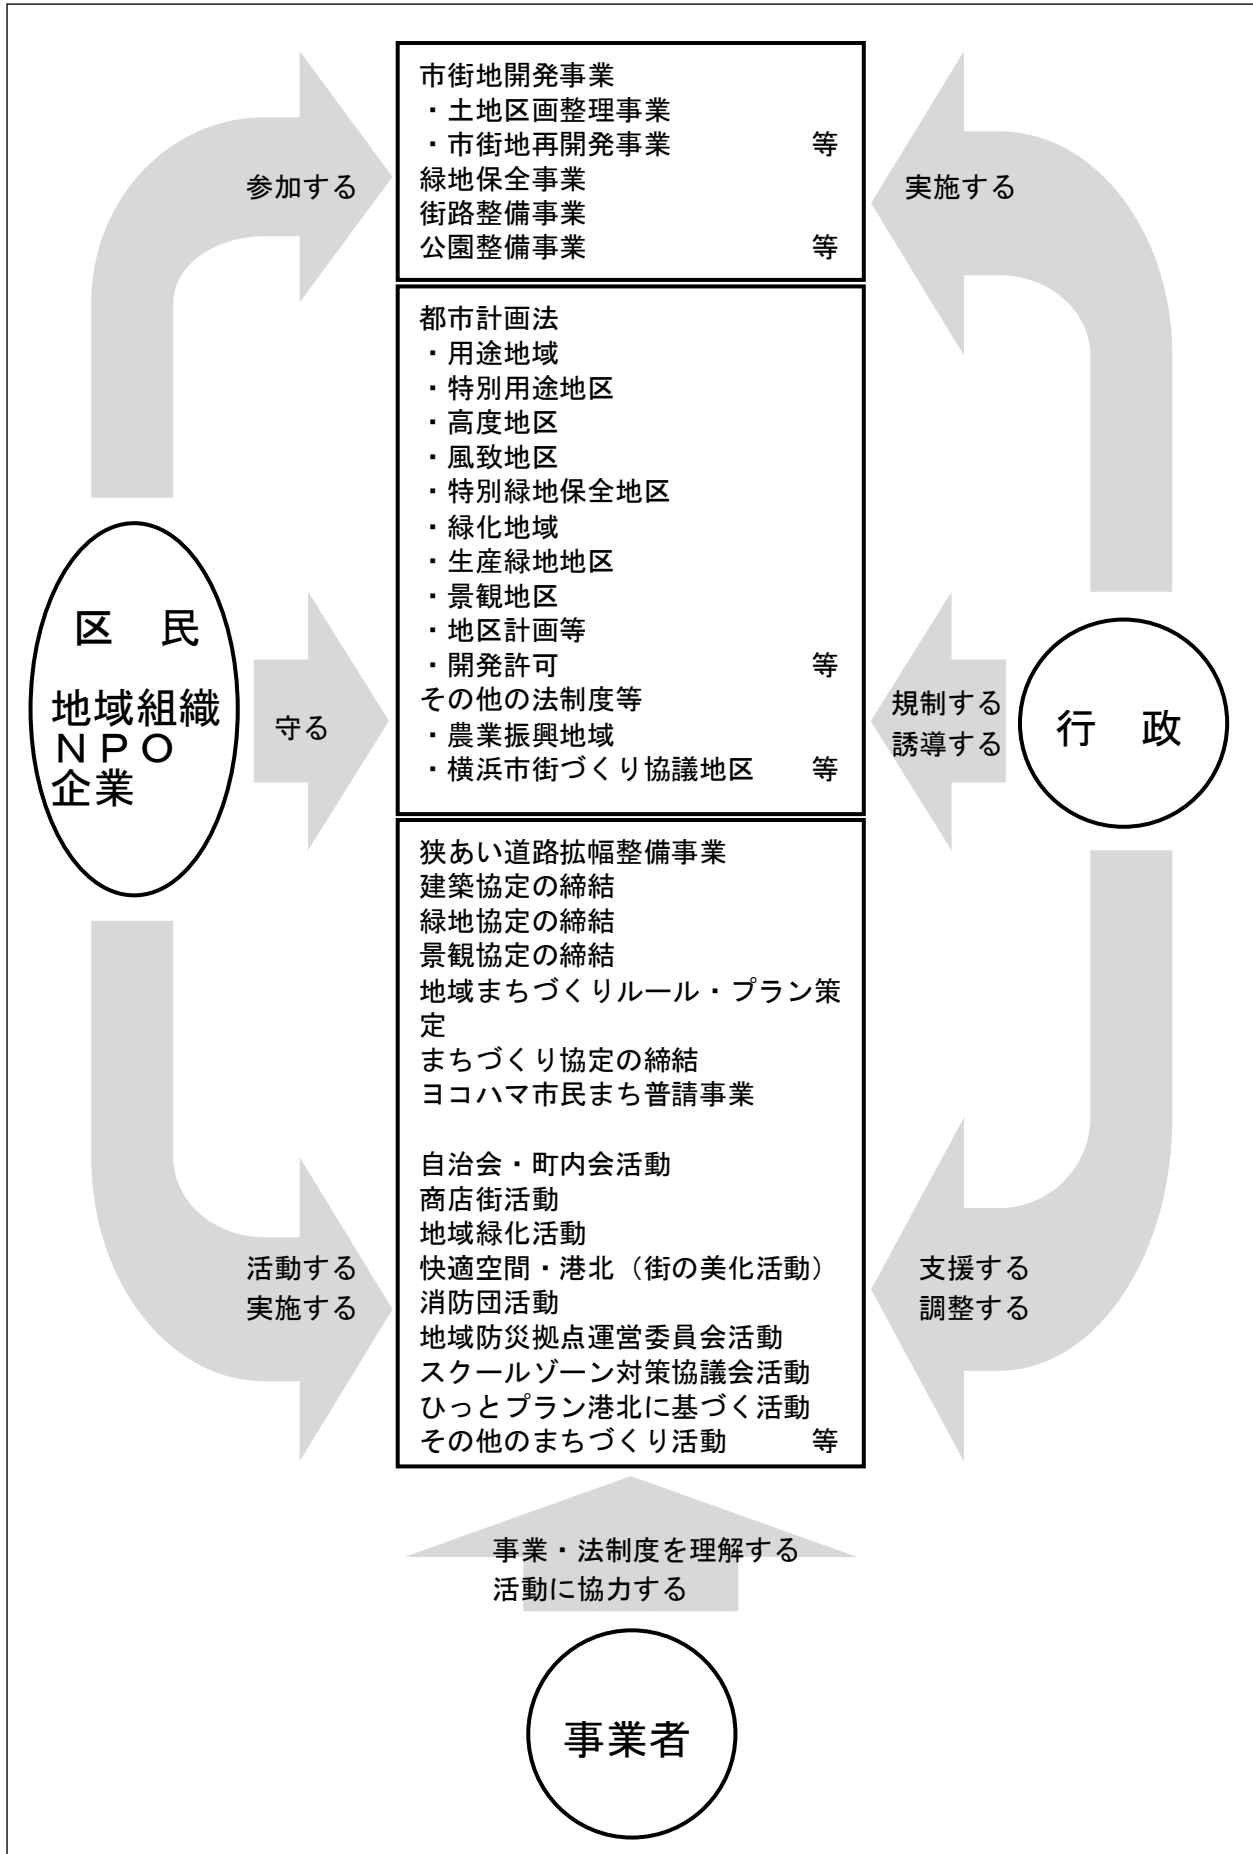 市街地開発事業
・土地区画整理事業
・市街地再開発事業 等
緑地保全事業
街路整備事業
公園整備事業 等
参加する
実施する
都市計画法
・用途地域
・特別用途地区
・高度地区
・風致地区
・特別緑地保全地区
・緑化地域
・生産緑地地区
・景観地区
・地区計画等
・開発許可 等
その他の法制度等
・農業振興地域
・横浜市街づくり協議地区 等
区 民
地域組織
ＮＰＯ
企業
守る
規制する
誘導する
行 政
狭あい道路拡幅整備事業
建築協定の締結
緑地協定の締結
景観協定の締結
地域まちづくりルール・プラン策
定
まちづくり協定の締結
ヨコハマ市民まち普請事業
自治会・町内会活動
商店街活動
地域緑化活動
快適空間・港北（街の美化活動）
消防団活動
地域防災拠点運営委員会活動
スクールゾーン対策協議会活動
ひっとプラン港北に基づく活動
その他のまちづくり活動 等
活動する
実施する
支援する
調整する
事業・法制度を理解する
活動に協力する
事業者